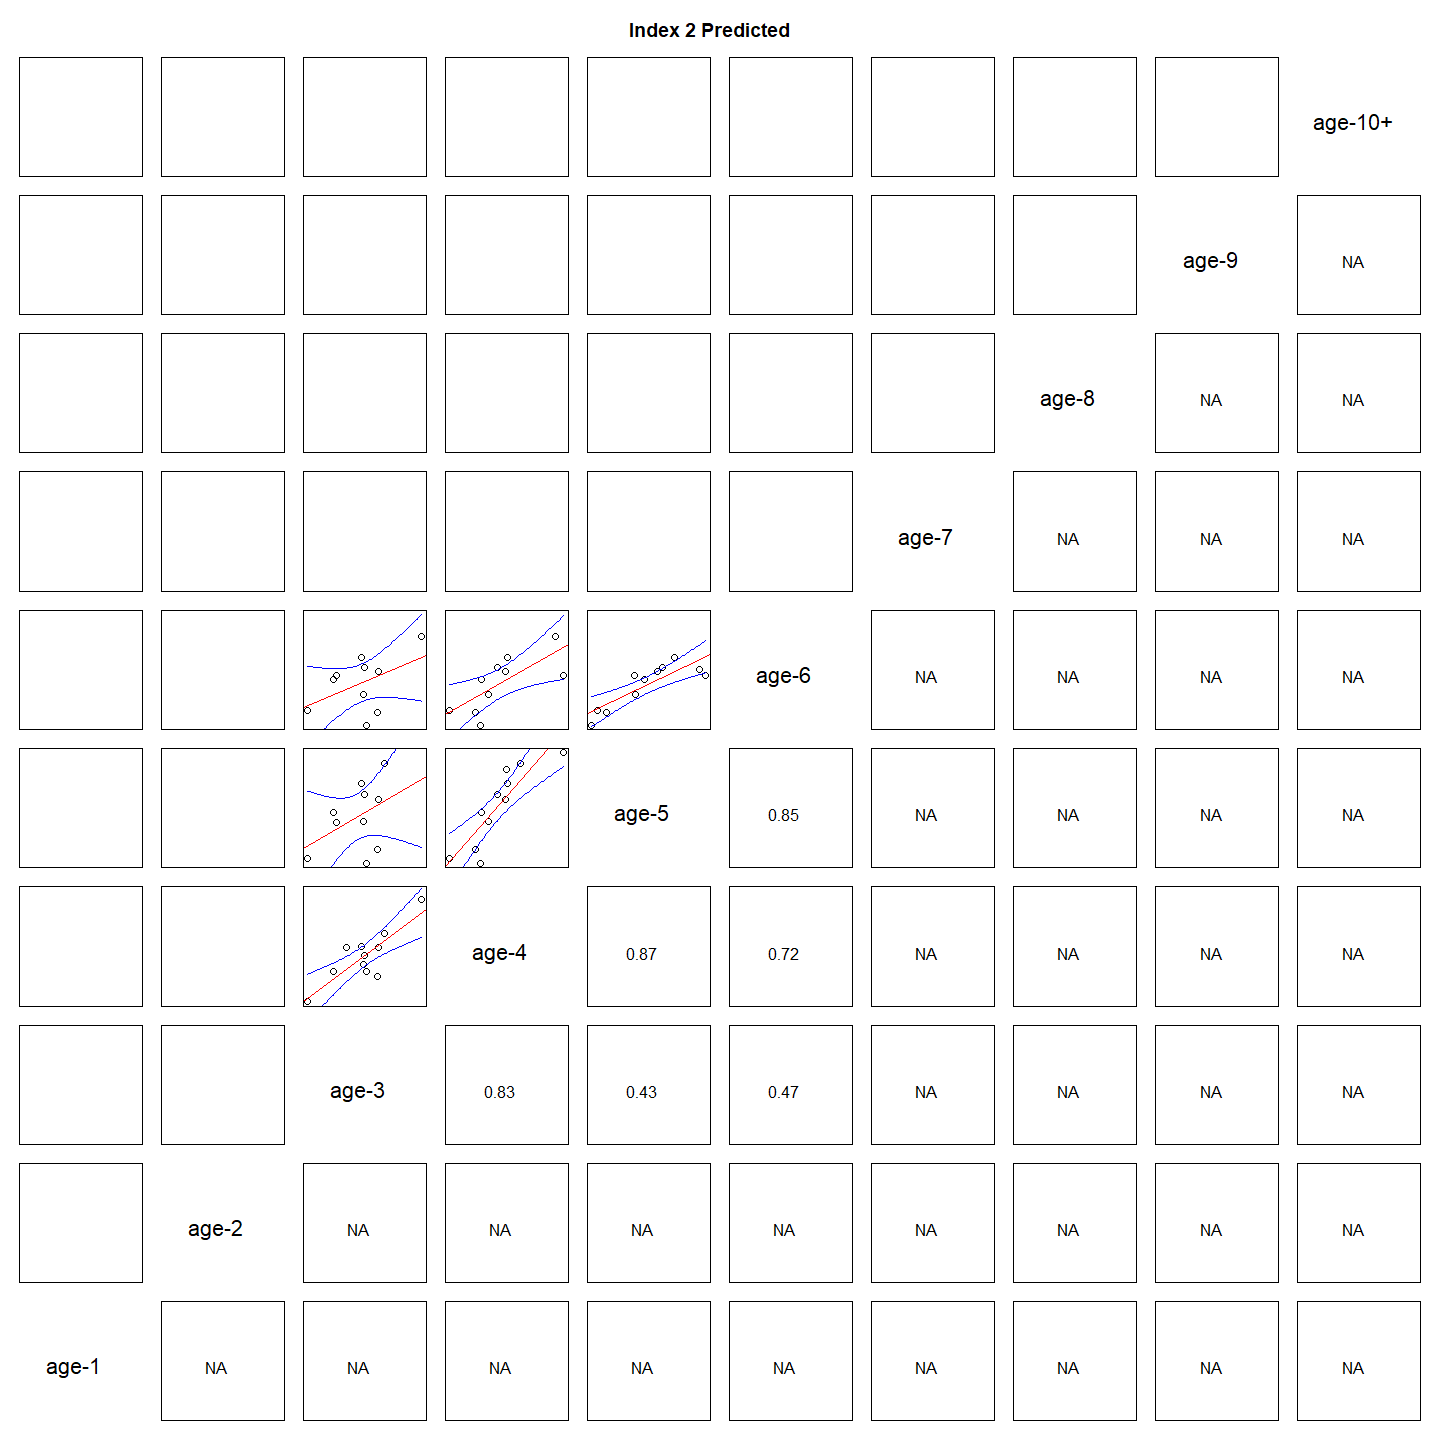 Index 2 Predicted
age-10+
age-9 NA
age-8 NA NA
age-7 NA NA NA
age-6 NA NA NA NA
age-5 0.85 NA NA NA NA
age-4 0.87 0.72 NA NA NA NA
age-3 0.83 0.43 0.47 NA NA NA NA
age-2 NA NA NA NA NA NA NA NA
age-1 NA NA NA NA NA NA NA NA NA